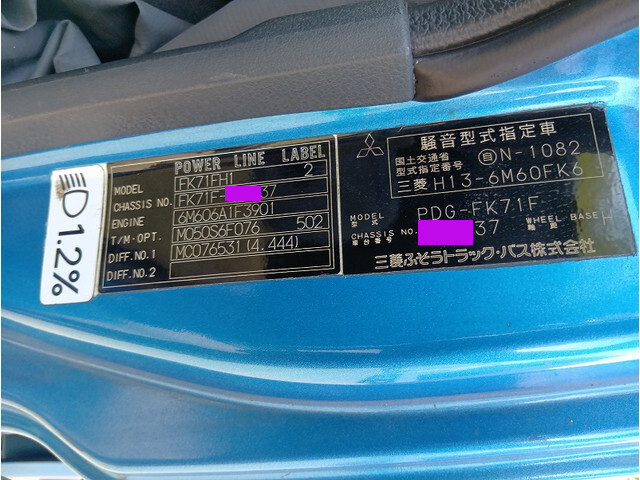 1.2%
POWER LINE LABEL
MODEL FK71FH1 2
CHASSIS NO. FK71F- 37
ENGINE 6M606A1F3901
T/M-OPT. M050S6F076 502
DIFF.NO.1 MC076531(4.444)
DIFF.NO.2
騒音型式指定車
国土交通省 自N-1082
型式指定番号
三菱 H13-6M60FK6
MODEL 型式 PDG-FK71F
CHASSIS NO. 車台番号 37 WHEEL BASE 軸距
三菱ふそうトラック・バス株式会社